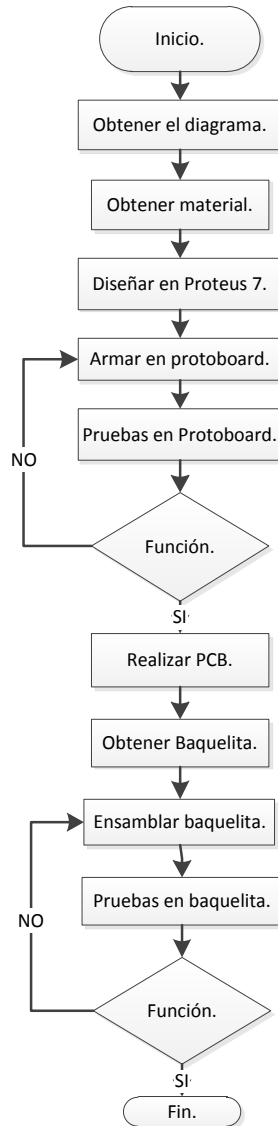 Inicio.
Obtener el diagrama.
Obtener material.
Diseñar en Proteus 7.
Armar en protoboard.
Pruebas en Protoboard.
NO
Función.
SI
Realizar PCB.
Obtener Baquelita.
Ensamblar baquelita.
Pruebas en baquelita.
NO
Función.
SI
Fin.